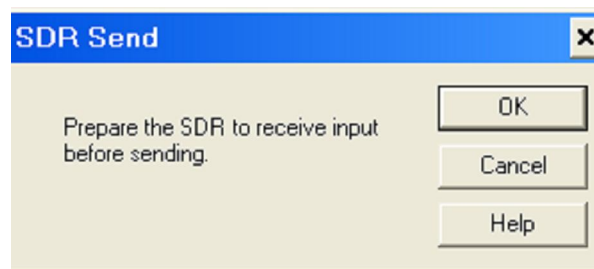 SDR Send
Prepare the SDR to receive input
before sending.
OK
Cancel
Help